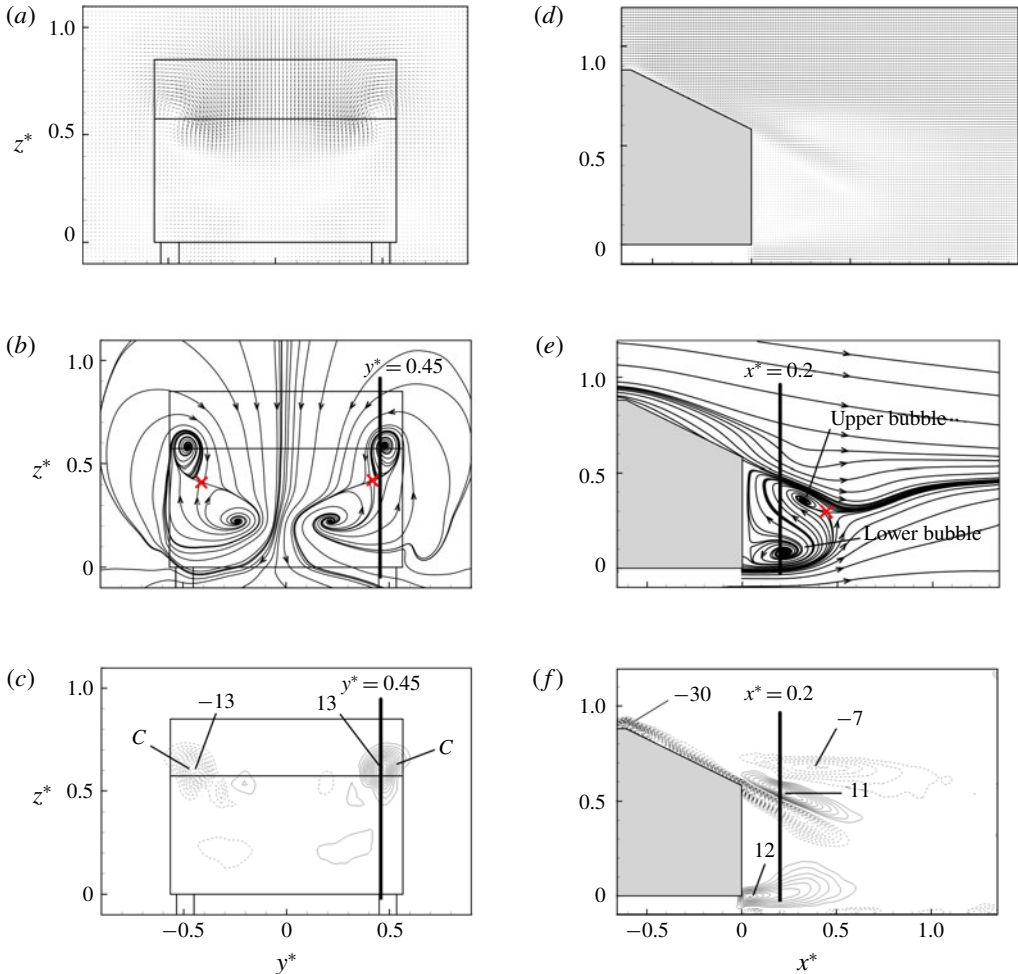 (a)
1.0
z*
0.5
0
(d)
1.0
0.5
0
(b)
1.0
y* = 0.45
z*
0.5
0
(e)
1.0
x* = 0.2
Upper bubble
0.5
Lower bubble
0
(c)
1.0
y* = 0.45
−13
13
C
C
z*
0.5
0
−0.5
0
0.5
y*
(f)
1.0
−30
x* = 0.2
−7
0.5
11
12
0
−0.5
0
0.5
1.0
x*